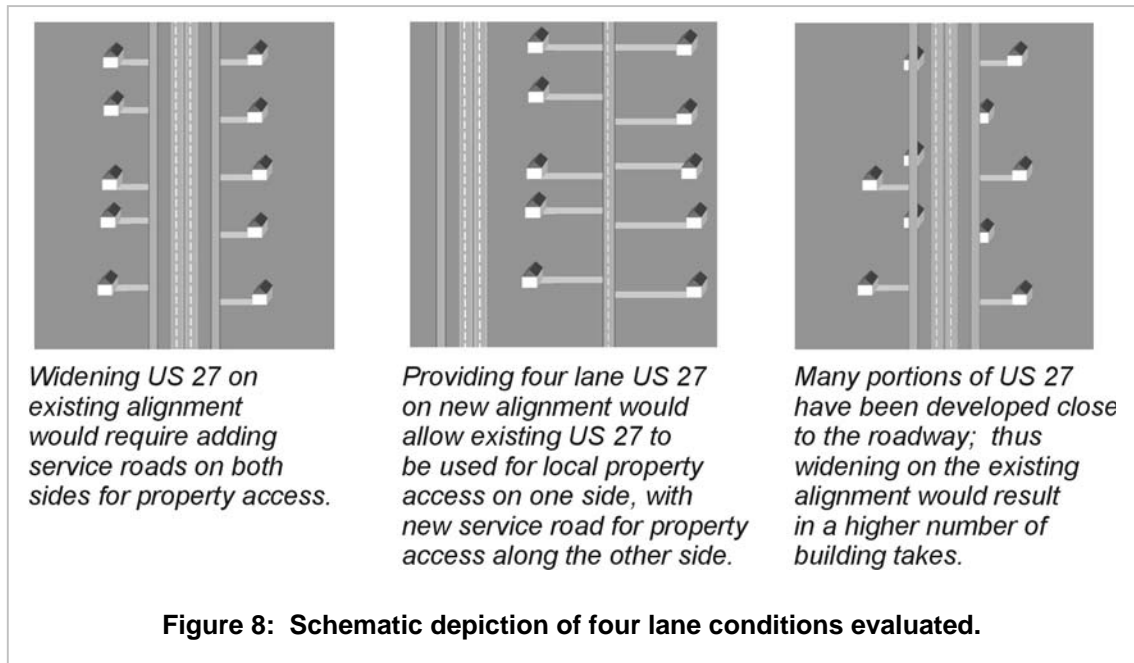 Widening US 27 on
existing alignment
would require adding
service roads on both
sides for property access.
Providing four lane US 27
on new alignment would
allow existing US 27 to
be used for local property
access on one side, with
new service road for property
access along the other side.
Many portions of US 27
have been developed close
to the roadway; thus
widening on the existing
alignment would result
in a higher number of
building takes.
Figure 8: Schematic depiction of four lane conditions evaluated.